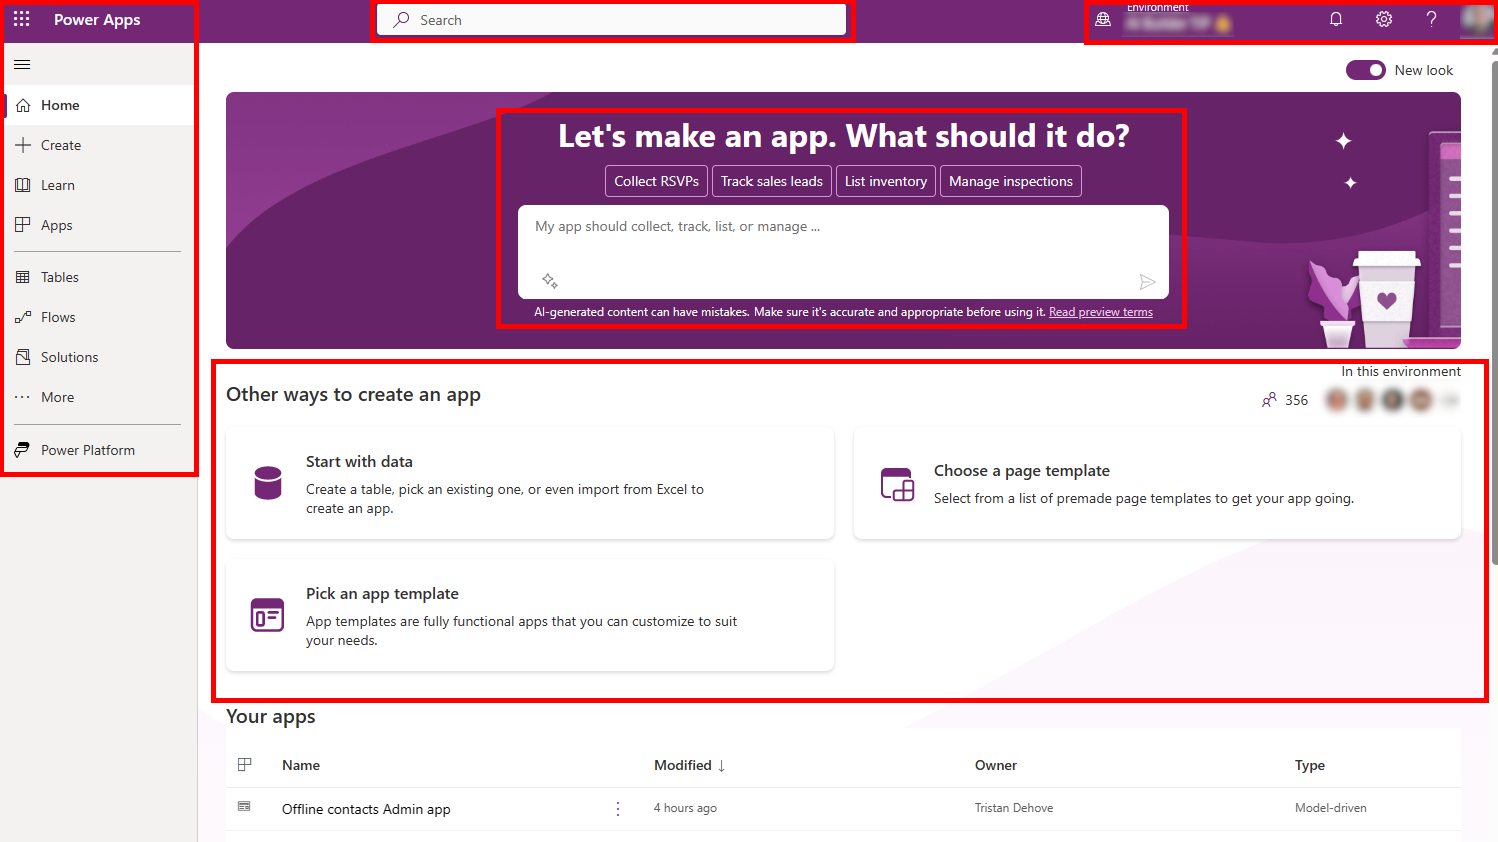 Power Apps
Search
Environment
New look
Home
Create
Learn
Apps
Tables
Flows
Solutions
More
Power Platform
Let's make an app. What should it do?
Collect RSVPs Track sales leads List inventory Manage inspections
My app should collect, track, list, or manage ...
AI-generated content can have mistakes. Make sure it's accurate and appropriate before using it. Read preview terms
In this environment
Other ways to create an app
356
Start with data
Create a table, pick an existing one, or even import from Excel to
create an app.
Choose a page template
Select from a list of premade page templates to get your app going.
Pick an app template
App templates are fully functional apps that you can customize to suit
your needs.
Your apps
Name Modified ↓ Owner Type
Offline contacts Admin app 4 hours ago Tristan Dehove Model-driven